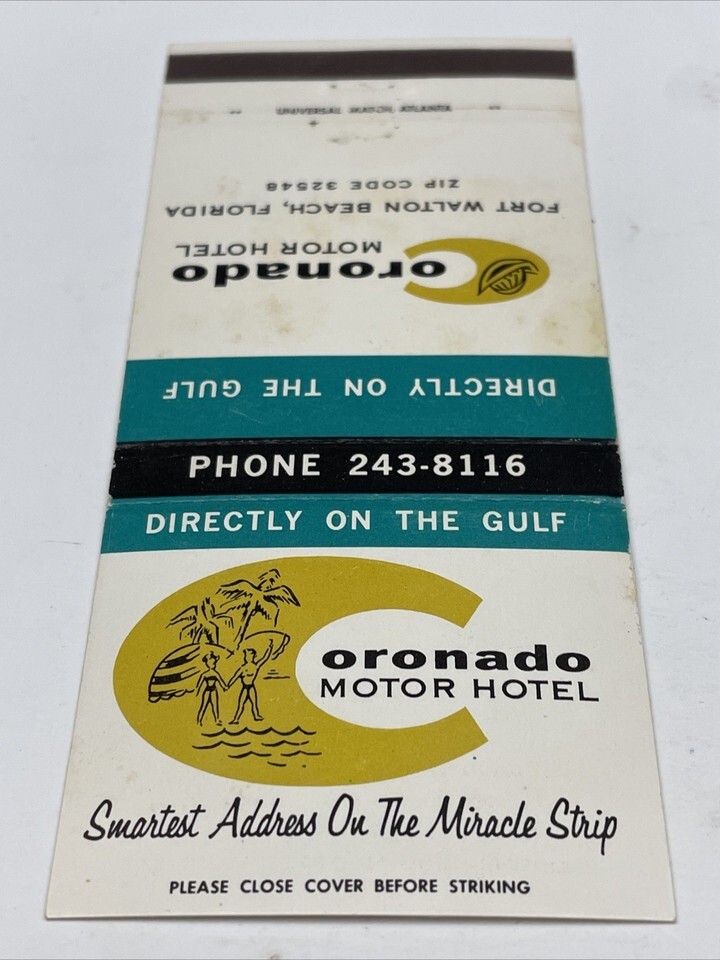 UNIVERSAL MATCH, ATLANTA
ZIP CODE 32548
FORT WALTON BEACH, FLORIDA
MOTOR HOTEL
Coronado
DIRECTLY ON THE GULF
PHONE 243-8116
DIRECTLY ON THE GULF
Coronado
MOTOR HOTEL
Smartest Address On The Miracle Strip
PLEASE CLOSE COVER BEFORE STRIKING